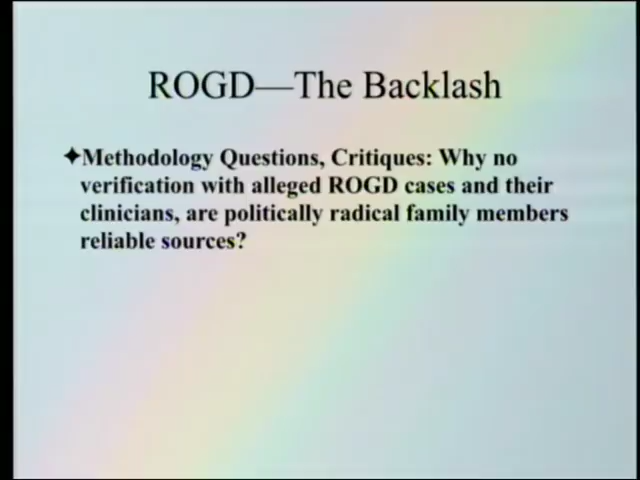 ROGD—The Backlash
✦Methodology Questions, Critiques: Why no
verification with alleged ROGD cases and their
clinicians, are politically radical family members
reliable sources?